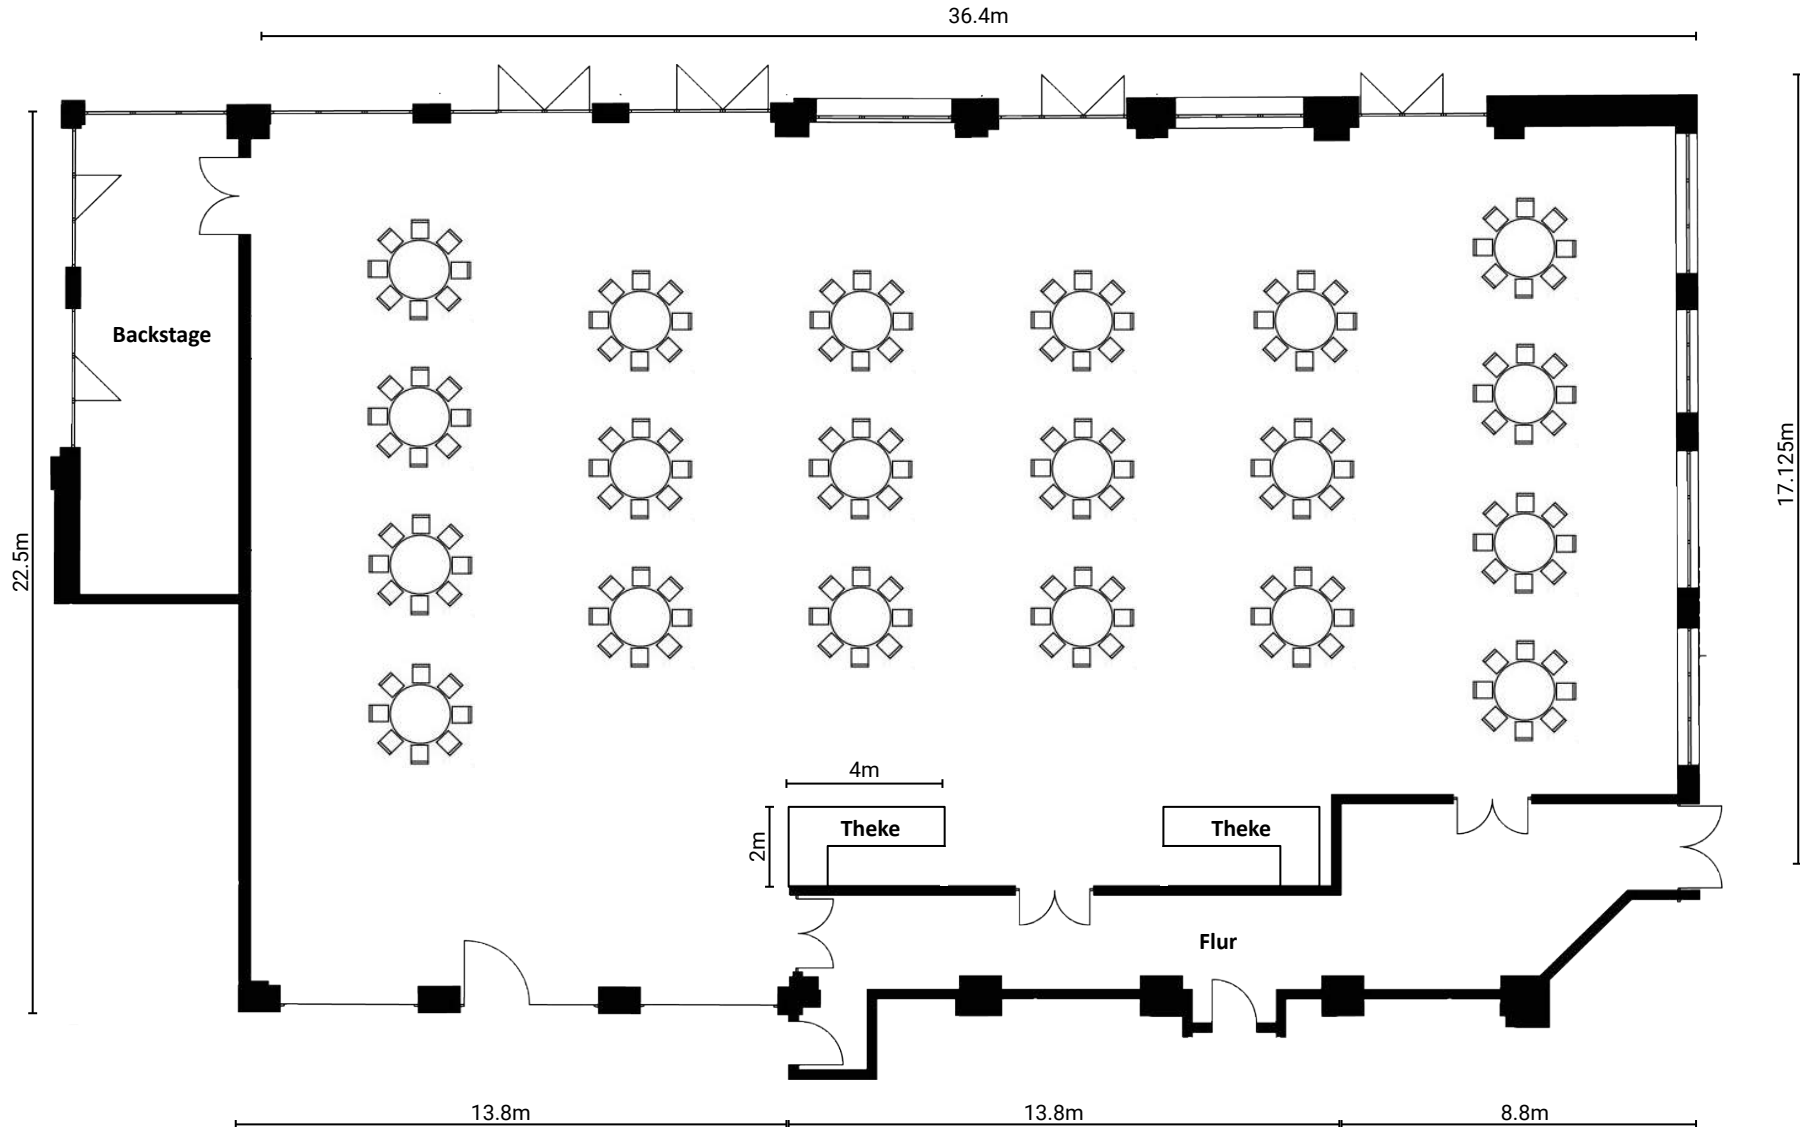 36.4m
17.125m
Backstage
22.5m
4m
2m
Theke
Theke
Flur
13.8m
13.8m
8.8m